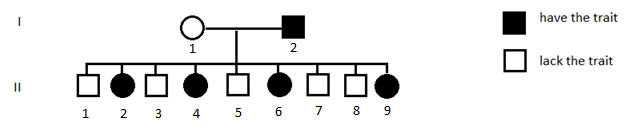 I
1
2
have the trait
lack the trait
II
1 2 3 4 5 6 7 8 9